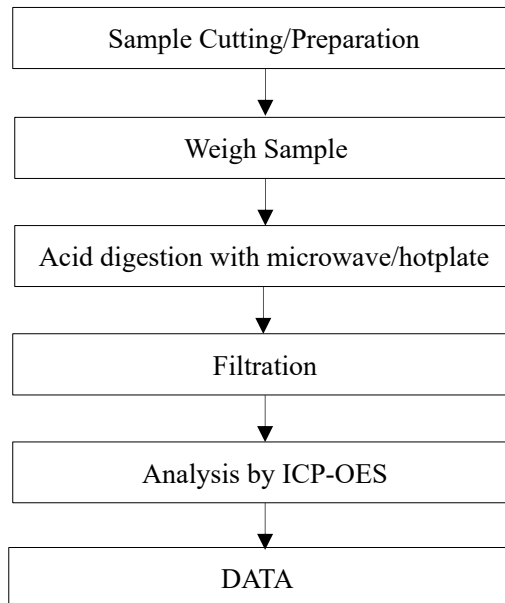 Sample Cutting/Preparation
Weigh Sample
Acid digestion with microwave/hotplate
Filtration
Analysis by ICP-OES
DATA